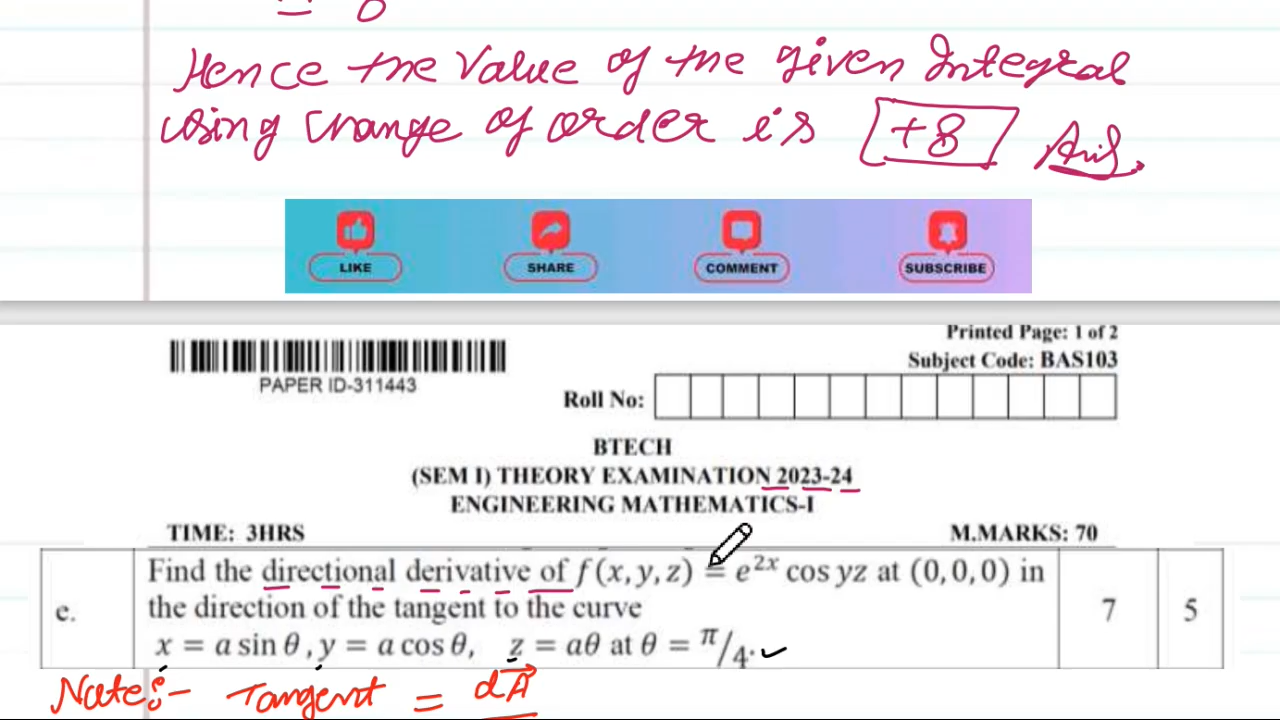 Hence the value of the given Integral
using change of order is +8 Ans.
LIKE SHARE COMMENT SUBSCRIBE
Printed Page: 1 of 2
Subject Code: BAS103
PAPER ID-311443
Roll No:
BTECH
(SEM I) THEORY EXAMINATION 2023-24
ENGINEERING MATHEMATICS-I
TIME: 3HRS M.MARKS: 70
e. Find the directional derivative of f(x, y, z) = e²ˣ cos yz at (0, 0, 0) in
the direction of the tangent to the curve 7 5
x = a sin θ, y = a cos θ, z = aθ at θ = π/4.
Note:- Tangent = dA⃗